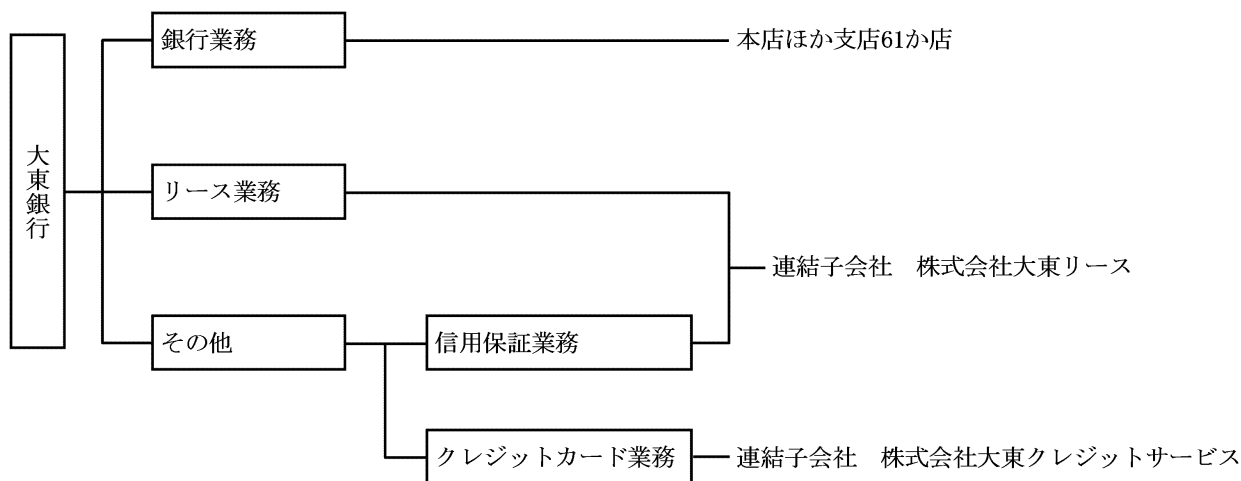 大東銀行
銀行業務
本店ほか支店61か店
リース業務
連結子会社　株式会社大東リース
その他
信用保証業務
クレジットカード業務
連結子会社　株式会社大東クレジットサービス